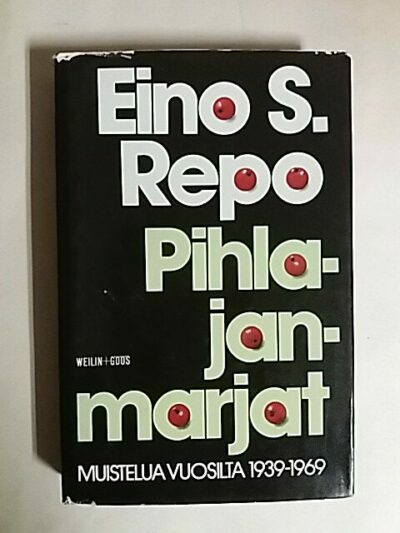 Eino S.
Repo
Pihla-
jan-
WEILIN+GÖÖS
marjat
MUISTELUA VUOSILTA 1939-1969